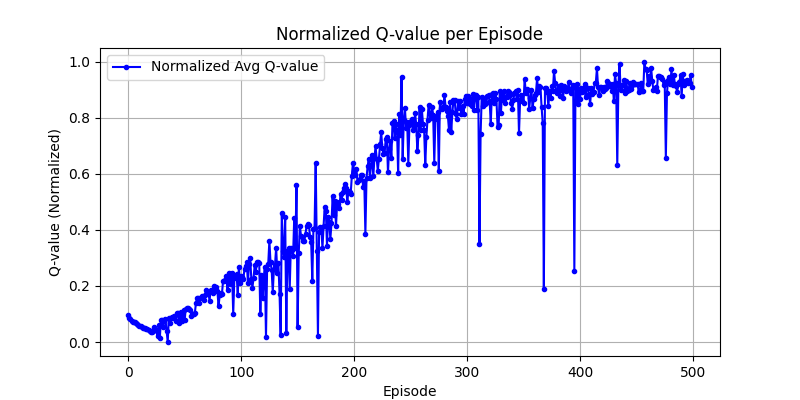 Normalized Q-value per Episode
Normalized Avg Q-value
Q-value (Normalized)
1.0
0.8
0.6
0.4
0.2
0.0
0 100 200 300 400 500
Episode